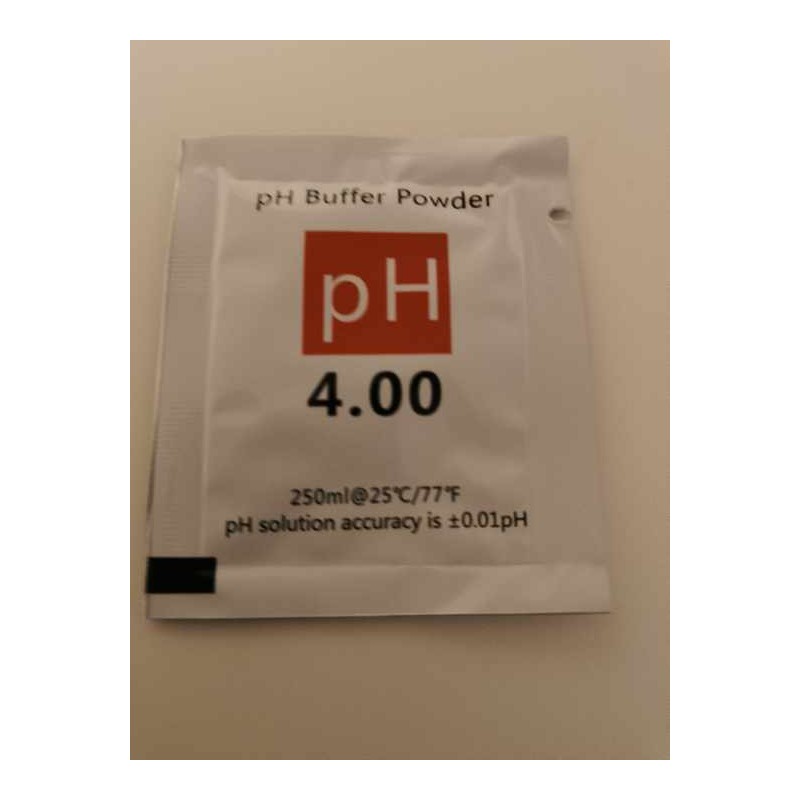 pH Buffer Powder
pH
4.00
250ml@25℃/77℉
pH solution accuracy is ±0.01pH